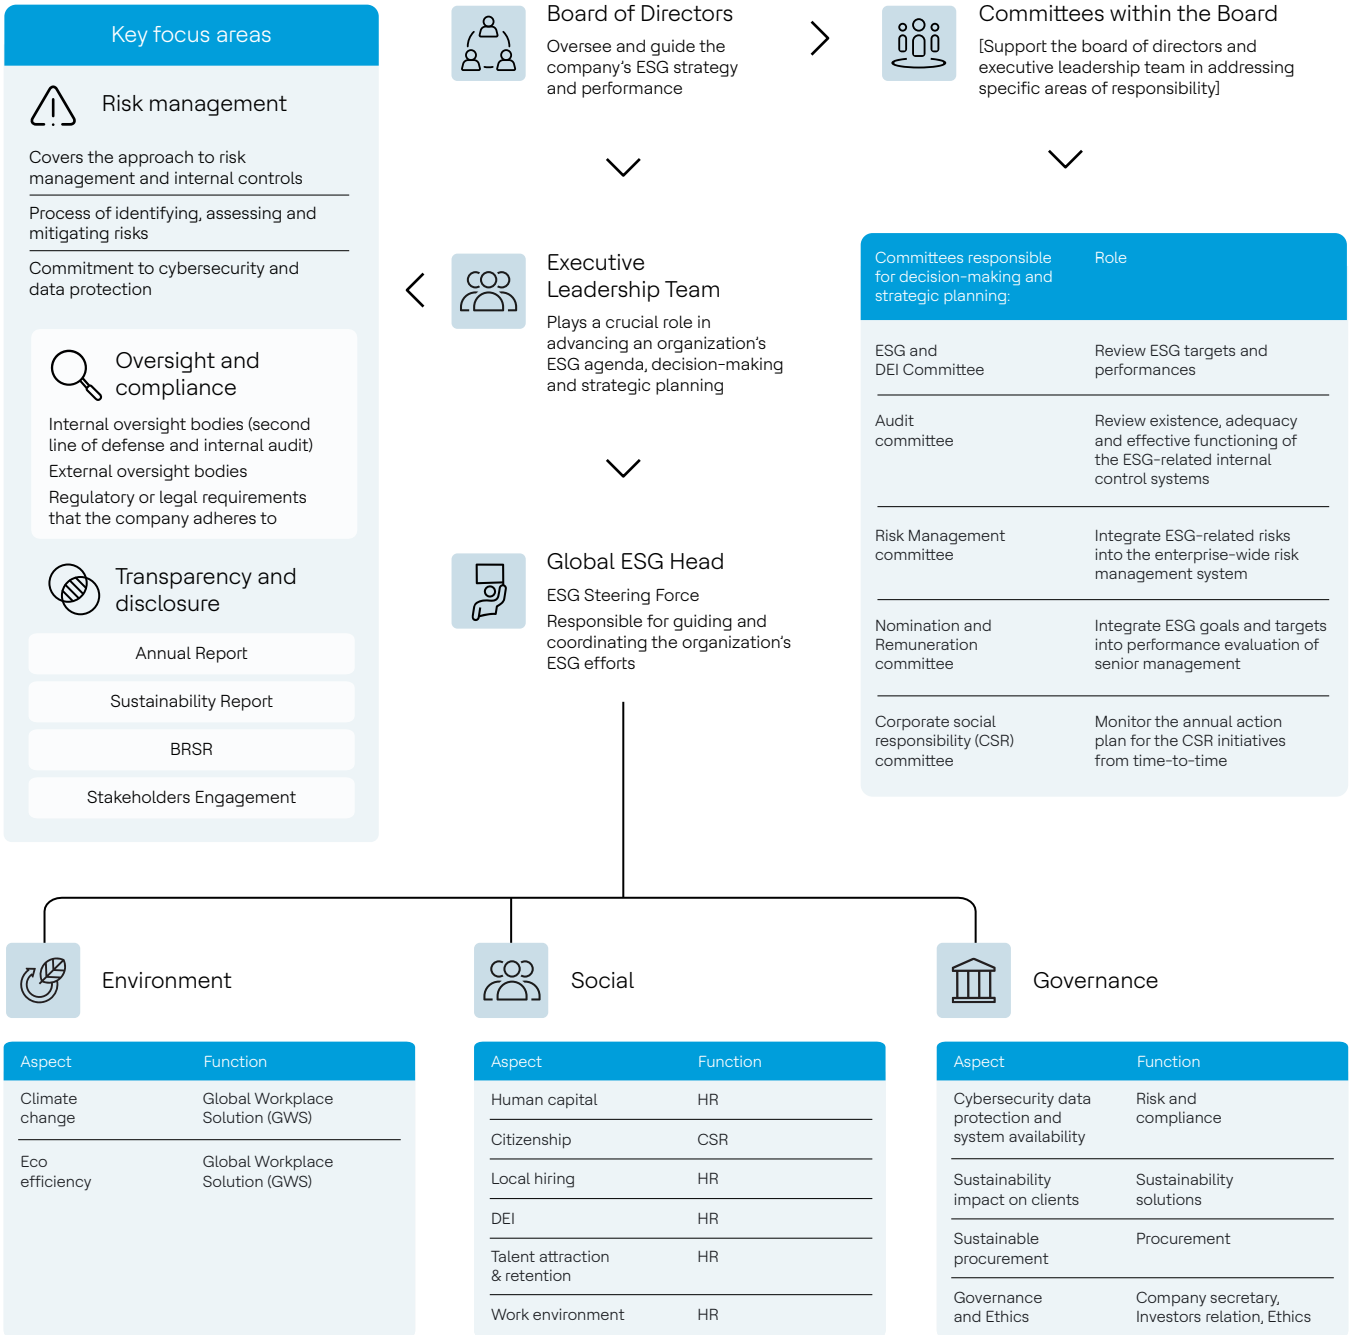 Key focus areas
Risk management
Covers the approach to risk
management and internal controls
Process of identifying, assessing and
mitigating risks
Commitment to cybersecurity and
data protection
Oversight and
compliance
Internal oversight bodies (second
line of defense and internal audit)
External oversight bodies
Regulatory or legal requirements
that the company adheres to
Transparency and
disclosure
Annual Report
Sustainability Report
BRSR
Stakeholders Engagement
Board of Directors
Oversee and guide the
company's ESG strategy
and performance
Executive
Leadership Team
Plays a crucial role in
advancing an organization's
ESG agenda, decision-making
and strategic planning
Global ESG Head
ESG Steering Force
Responsible for guiding and
coordinating the organization's
ESG efforts
Committees within the Board
[Support the board of directors and
executive leadership team in addressing
specific areas of responsibility]
Committees responsible
for decision-making and
strategic planning:
Role
ESG and
DEI Committee
Review ESG targets and
performances
Audit
committee
Review existence, adequacy
and effective functioning of
the ESG-related internal
control systems
Risk Management
committee
Integrate ESG-related risks
into the enterprise-wide risk
management system
Nomination and
Remuneration
committee
Integrate ESG goals and targets
into performance evaluation of
senior management
Corporate social
responsibility (CSR)
committee
Monitor the annual action
plan for the CSR initiatives
from time-to-time
Environment
Aspect
Function
Climate
change
Global Workplace
Solution (GWS)
Eco
efficiency
Global Workplace
Solution (GWS)
Social
Aspect
Function
Human capital
HR
Citizenship
CSR
Local hiring
HR
DEI
HR
Talent attraction
& retention
HR
Work environment
HR
Governance
Aspect
Function
Cybersecurity data
protection and
system availability
Risk and
compliance
Sustainability
impact on clients
Sustainability
solutions
Sustainable
procurement
Procurement
Governance
and Ethics
Company secretary,
Investors relation, Ethics